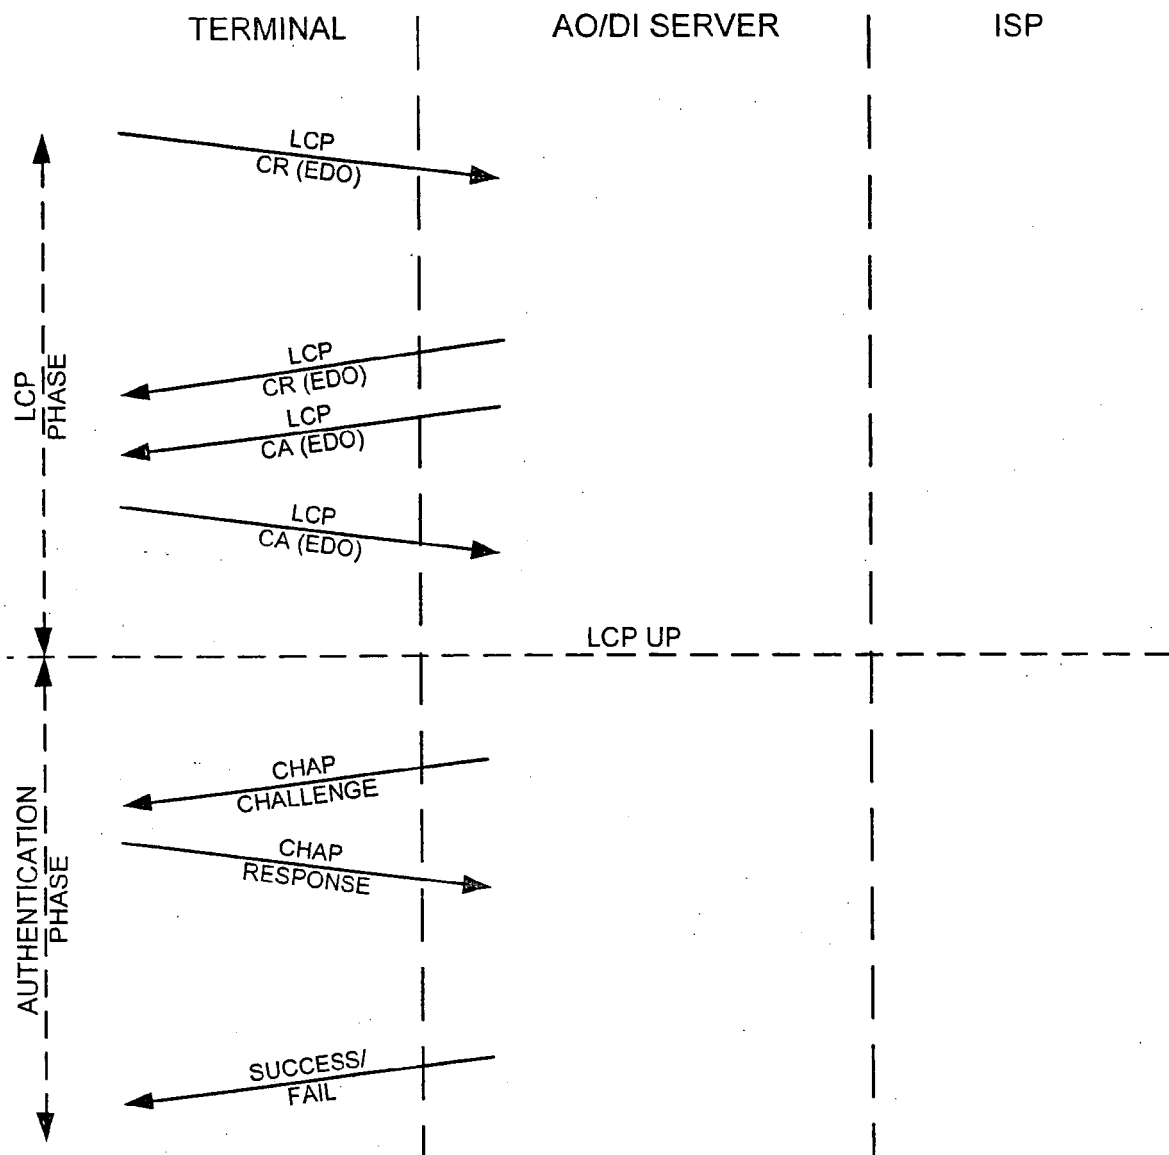 TERMINAL
AO/DI SERVER
ISP
LCP
CR (EDO)
LCP
CR (EDO)
LCP
CA (EDO)
LCP
CA (EDO)
LCP
PHASE
LCP UP
CHAP
CHALLENGE
CHAP
RESPONSE
SUCCESS/
FAIL
AUTHENTICATION
PHASE